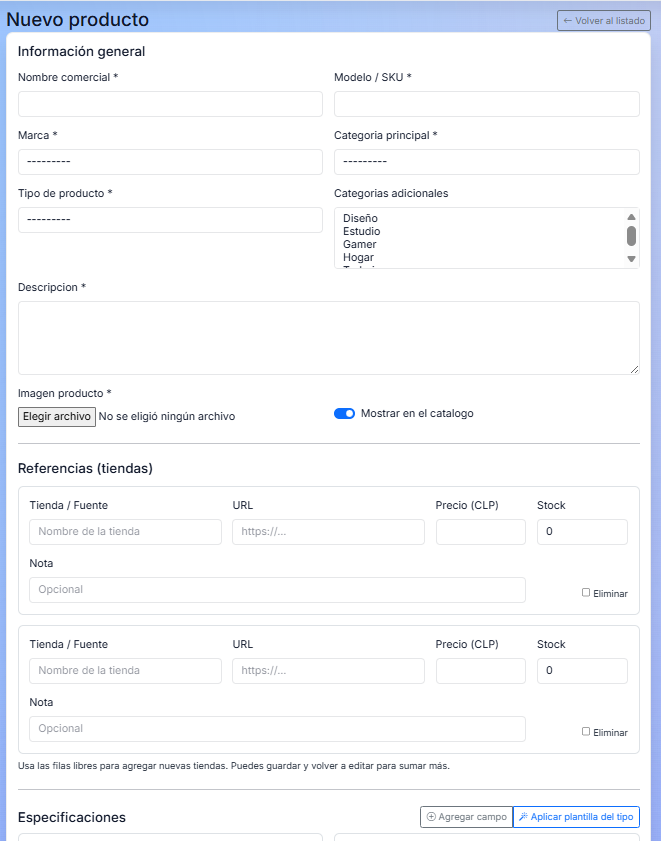 Nuevo producto
← Volver al listado
Información general
Nombre comercial *
Modelo / SKU *
Marca *
Categoria principal *
---------
---------
Tipo de producto *
Categorias adicionales
---------
Diseño
Estudio
Gamer
Hogar
Descripcion *
Imagen producto *
Elegir archivo No se eligió ningún archivo
Mostrar en el catalogo
Referencias (tiendas)
Tienda / Fuente
URL
Precio (CLP)
Stock
Nombre de la tienda
https://...
0
Nota
Opcional
Eliminar
Tienda / Fuente
URL
Precio (CLP)
Stock
Nombre de la tienda
https://...
0
Nota
Opcional
Eliminar
Usa las filas libres para agregar nuevas tiendas. Puedes guardar y volver a editar para sumar más.
Especificaciones
Agregar campo
Aplicar plantilla del tipo